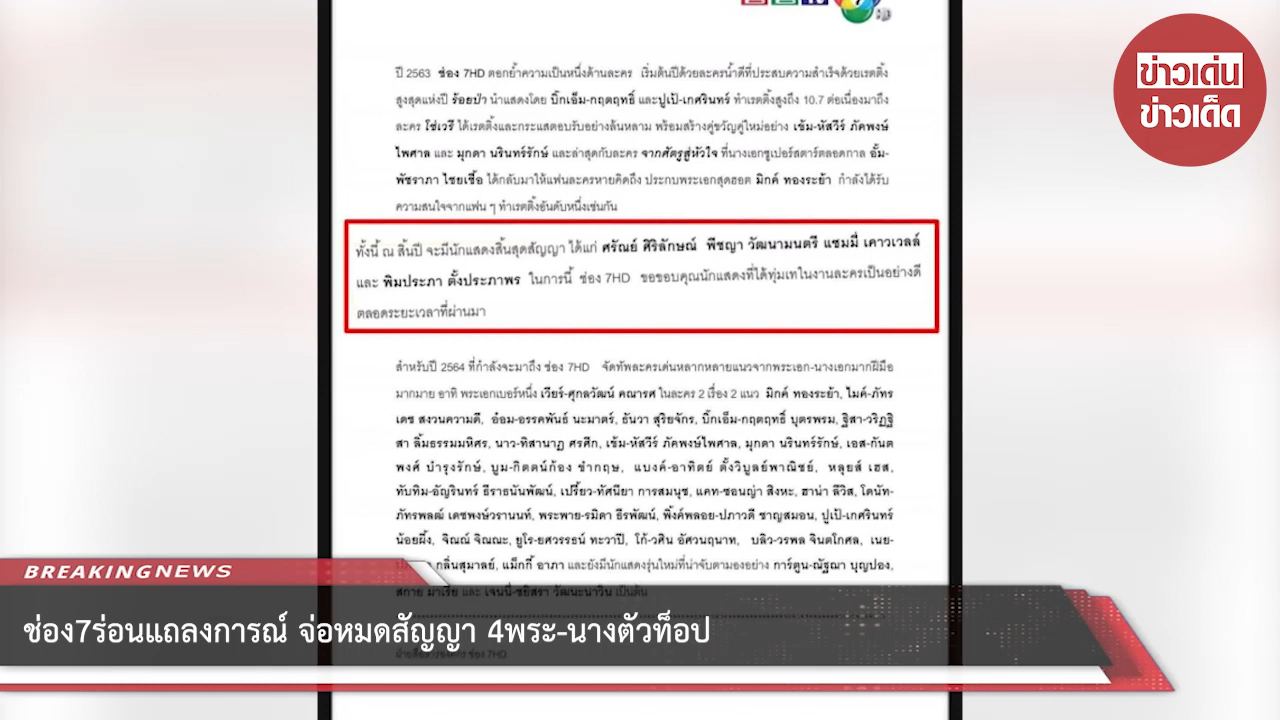 ปี 2563 ช่อง 7HD ตอกย้ำความเป็นหนึ่งด้านละคร เริ่มต้นปีด้วยละครน้ำดีที่ประสบความสำเร็จด้วยเรตติ้ง
สูงสุดแห่งปี ร้อยป่า นำแสดงโดย บิ๊กเอ็ม-กฤตฤทธิ์ และปูเป้-เกศรินทร์ ทำเรตติ้งสูงถึง 10.7 ต่อเนื่องมาถึง
ละคร โซ่เวรี ได้เรตติ้งและกระแสตอบรับอย่างล้นหลาม พร้อมสร้างคู่ขวัญคู่ใหม่อย่าง เข้ม-หัสวีร์ ภัคพงษ์
ไพศาล และ มุกดา นรินทร์รักษ์ และล่าสุดกับละคร จากศัตรูสู่หัวใจ ที่นางเอกซูเปอร์สตาร์ตลอดกาล อั้ม-
พัชราภา ไชยเชื้อ ได้กลับมาให้แฟนละครหายคิดถึง ประกบพระเอกสุดฮอต มิกค์ ทองระย้า กำลังได้รับ
ความสนใจจากแฟน ๆ ทำเรตติ้งอันดับหนึ่งเช่นกัน
ข่าวเด่น
ข่าวเด็ด
ทั้งนี้ ณ สิ้นปี จะมีนักแสดงสิ้นสุดสัญญา ได้แก่ ศรัณย์ ศิริลักษณ์ พีชญา วัฒนามนตรี แซมมี่ เคาวเวลล์
และ พิมประภา ตั้งประภาพร ในการนี้ ช่อง 7HD ขอขอบคุณนักแสดงที่ได้ทุ่มเทในงานละครเป็นอย่างดี
ตลอดระยะเวลาที่ผ่านมา
สำหรับปี 2564 ที่กำลังจะมาถึง ช่อง 7HD จัดทัพละครเด่นหลากหลายแนวจากพระเอก-นางเอกมากฝีมือ
มากมาย อาทิ พระเอกเบอร์หนึ่ง เวียร์-ศุกลวัฒน์ คณารศ ในละคร 2 เรื่อง 2 แนว มิกค์ ทองระย้า, ไมค์-ภัทร
เดช สงวนความดี, อ๋อม-อรรคพันธ์ นะมาตร์, ธันวา สุริยจักร, บิ๊กเอ็ม-กฤตฤทธิ์ บุตรพรม, ฐิสา-วริฏฐิ
สา ลิ้มธรรมมหิศร, นาว-ทิสานาฏ ศรศึก, เข้ม-หัสวีร์ ภัคพงษ์ไพศาล, มุกดา นรินทร์รักษ์, เอส-กันต
พงศ์ บำรุงรักษ์, บูม-กิตตน์ก้อง ขำกฤษ, แบงค์-อาทิตย์ ตั้งวิบูลย์พาณิชย์, หลุยส์ เฮส,
ทับทิม-อัญรินทร์ ธีราธนันพัฒน์, เปรี้ยว-ทัศนียา การสมนุช, แคท-ซอนญ่า สิงหะ, ฮาน่า ลีวิส, โดนัท-
ภัทรพลฒ์ เดชพงษ์วรานนท์, พระพาย-รมิดา ธีรพัฒน์, พิ้งค์พลอย-ปภาวดี ชาญสมอน, ปูเป้-เกศรินทร์
น้อยผึ้ง, จิณณ์ จิณณะ, ยูโร-ยศวรรธน์ ทะวาปี, โก้-วศิน อัศวนฤนาท, บลิว-วรพล จินตโกศล, เนย-
กลิ่นสุมาลย์, แม็กกี้ อาภา และยังมีนักแสดงรุ่นใหม่ที่น่าจับตามองอย่าง การ์ตูน-ณัฐณา บุญปอง,
สกาย มาเรีย และ เจนนี่-ชยิสรา วัฒนะนาวิน เป็นต้น
BREAKINGNEWS
ช่อง7ร่อนแถลงการณ์ จ่อหมดสัญญา 4พระ-นางตัวท็อป